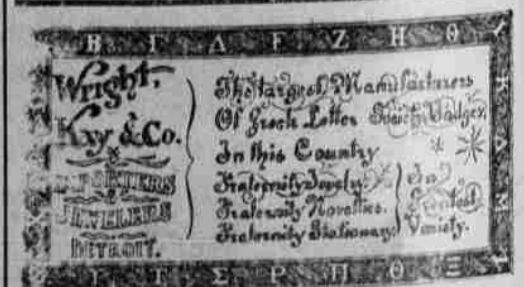 Β Γ Δ Ε Ζ Η Θ Ι
Wright,
Kay & Co.
IMPORTERS
&
JEWELERS
DETROIT.
The largest Manufacturers
Of Greek Letter Society Badges,
In this Country
Fraternity Jewelry
Fraternity Novelties.
Fraternity Stationary
In
Greatest
Variety.
Κ
Λ
Μ
Τ Σ Ρ Π Ο Ξ